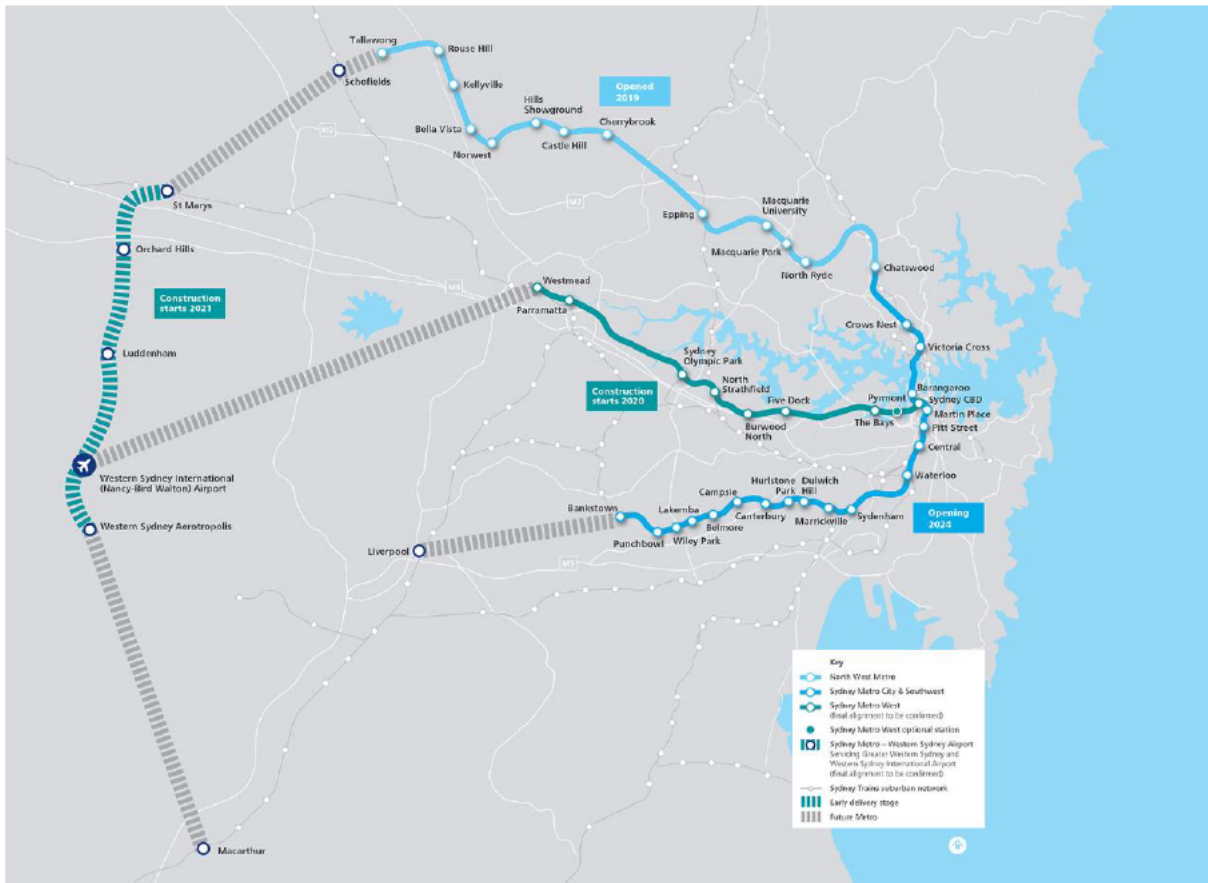 Tallawong
Rouse Hill
Schofields
Kellyville
Opened
2019
Hills
Showground
Cherrybrook
Bella Vista
Castle Hill
Norwest
M2
St Marys
M2
Epping
Macquarie
University
Orchard Hills
Macquarie Park
North Ryde
Chatswood
Westmead
M4
Construction
starts 2021
Parramatta
Crows Nest
Victoria Cross
Luddenham
Sydney
Olympic Park
North
Strathfield
Construction
starts 2020
Five Dock
Pyrmont
Barangaroo
Sydney CBD
Martin Place
The Bays
Pitt Street
Burwood
North
Central
Western Sydney International
(Nancy-Bird Walton) Airport
Waterloo
Hurlstone
Park
Dulwich
Hill
Campsie
Lakemba
Bankstown
Canterbury
Marrickville
Sydenham
Opening
2024
Belmore
Western Sydney Aerotropolis
Punchbowl
Wiley Park
Liverpool
M5
Key
North West Metro
Sydney Metro City & Southwest
Sydney Metro West
(final alignment to be confirmed)
Sydney Metro West optional station
Sydney Metro – Western Sydney Airport
Servicing Greater Western Sydney and
Western Sydney International Airport
(final alignment to be confirmed)
Sydney Trains suburban network
Early delivery stage
Future Metro
Macarthur